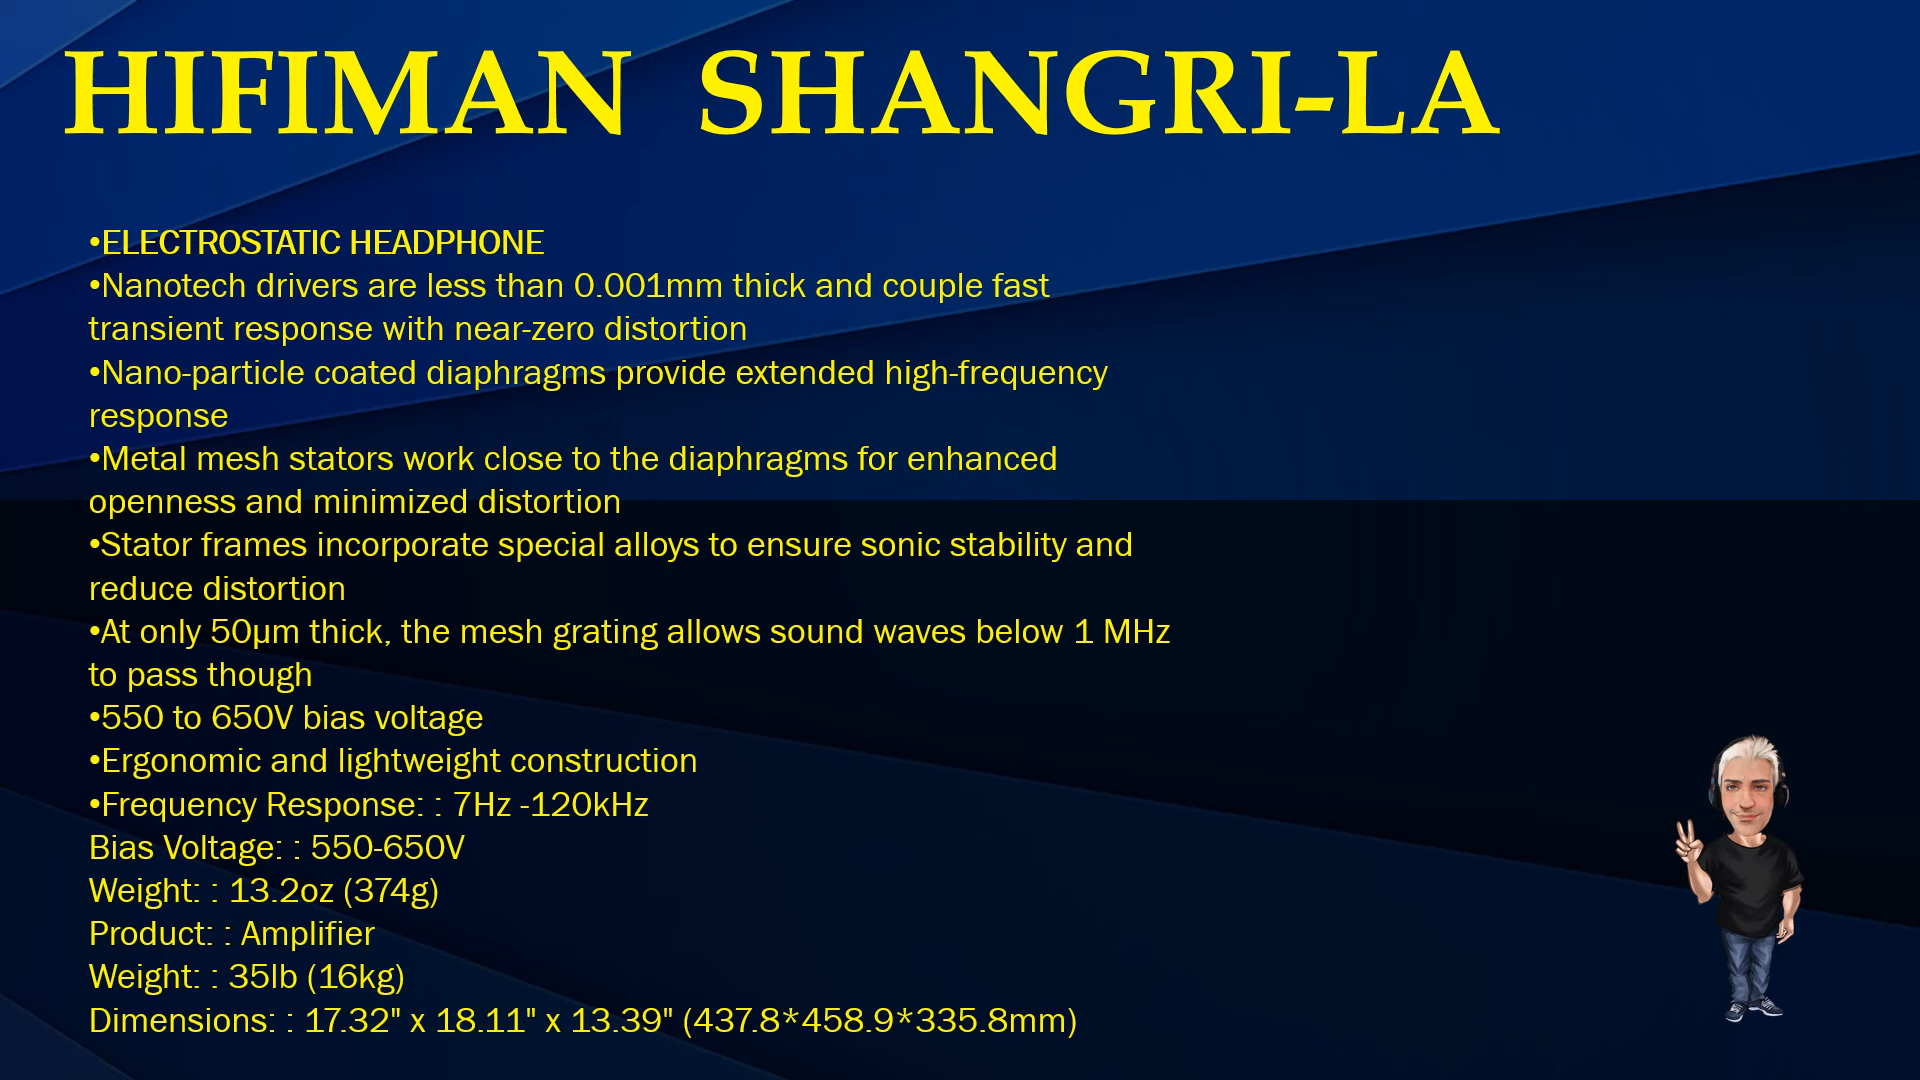 HIFIMAN SHANGRI-LA
•ELECTROSTATIC HEADPHONE
•Nanotech drivers are less than 0.001mm thick and couple fast
transient response with near-zero distortion
•Nano-particle coated diaphragms provide extended high-frequency
response
•Metal mesh stators work close to the diaphragms for enhanced
openness and minimized distortion
•Stator frames incorporate special alloys to ensure sonic stability and
reduce distortion
•At only 50µm thick, the mesh grating allows sound waves below 1 MHz
to pass though
•550 to 650V bias voltage
•Ergonomic and lightweight construction
•Frequency Response: : 7Hz -120kHz
Bias Voltage: : 550-650V
Weight: : 13.2oz (374g)
Product: : Amplifier
Weight: : 35lb (16kg)
Dimensions: : 17.32" x 18.11" x 13.39" (437.8*458.9*335.8mm)